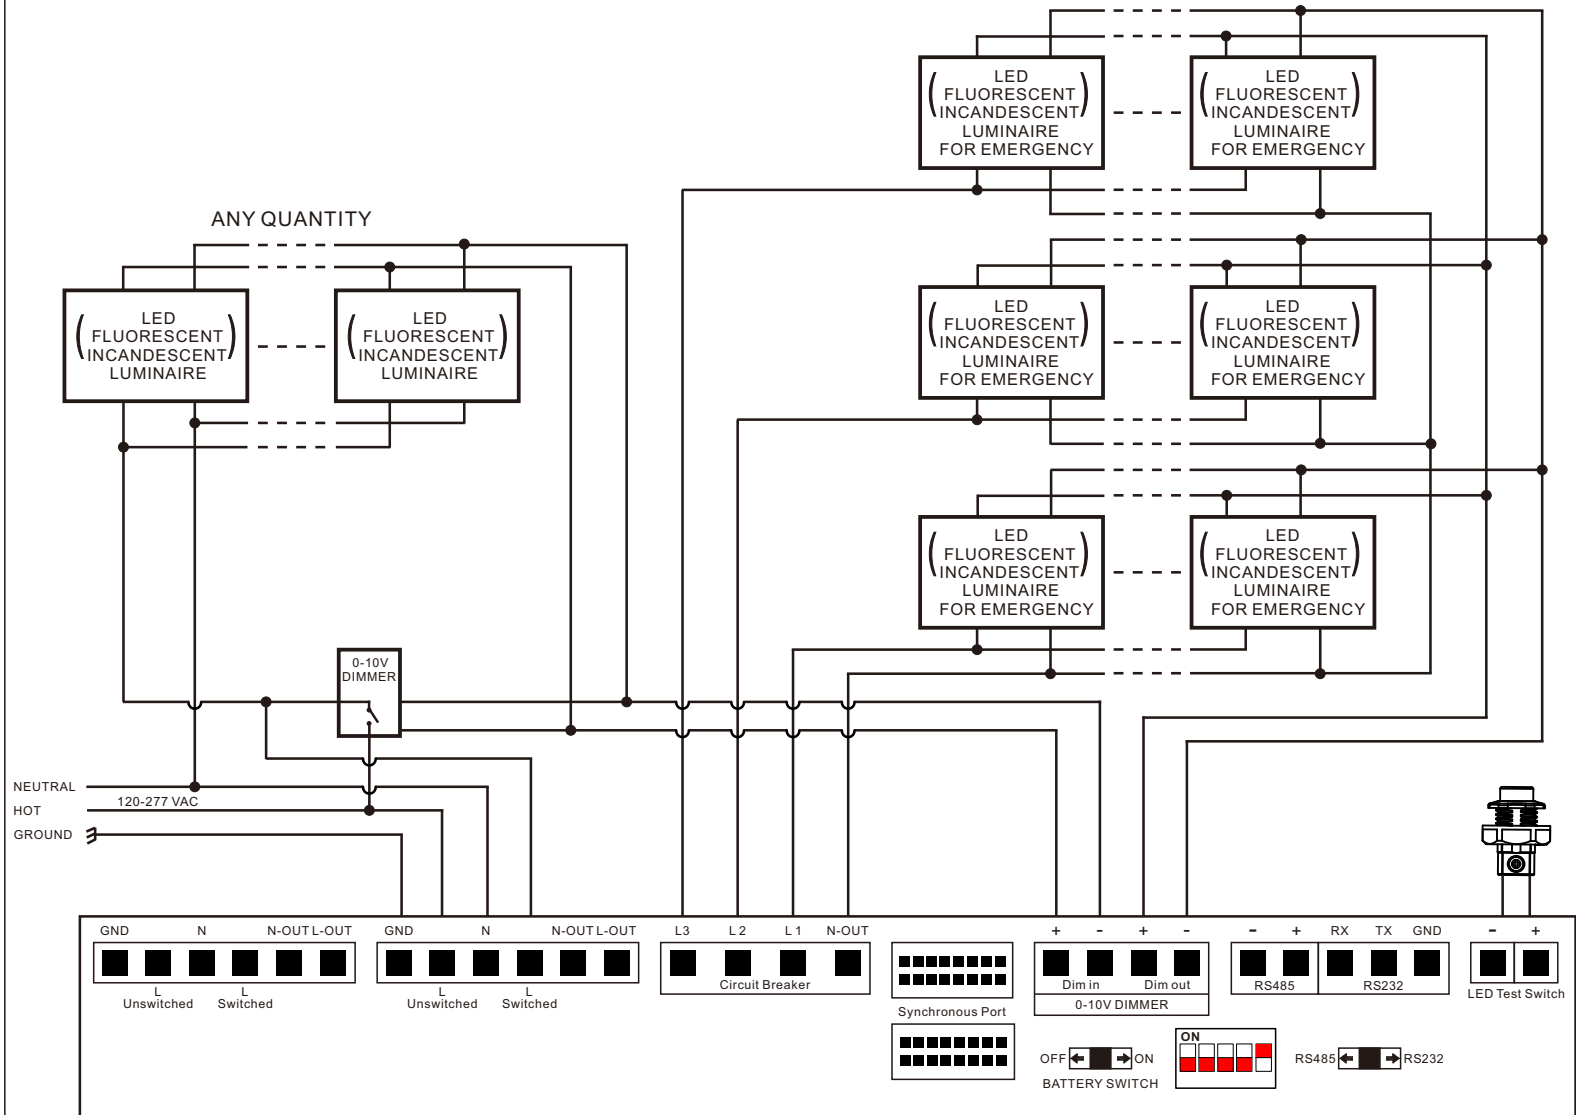 LED
FLUORESCENT
INCANDESCENT
LUMINAIRE
FOR EMERGENCY
LED
FLUORESCENT
INCANDESCENT
LUMINAIRE
FOR EMERGENCY
ANY QUANTITY
LED
FLUORESCENT
INCANDESCENT
LUMINAIRE
LED
FLUORESCENT
INCANDESCENT
LUMINAIRE
LED
FLUORESCENT
INCANDESCENT
LUMINAIRE
FOR EMERGENCY
LED
FLUORESCENT
INCANDESCENT
LUMINAIRE
FOR EMERGENCY
LED
FLUORESCENT
INCANDESCENT
LUMINAIRE
FOR EMERGENCY
LED
FLUORESCENT
INCANDESCENT
LUMINAIRE
FOR EMERGENCY
0-10V
DIMMER
NEUTRAL
HOT 120-277 VAC
GROUND
GND N N-OUT L-OUT
L Unswitched
L Switched
GND N N-OUT L-OUT
L Unswitched
L Switched
L3 L2 L1 N-OUT
Circuit Breaker
Synchronous Port
+ - + -
Dim in Dim out
0-10V DIMMER
- + RX TX GND
RS485 RS232
- +
LED Test Switch
OFF ON
BATTERY SWITCH
ON
RS485 RS232